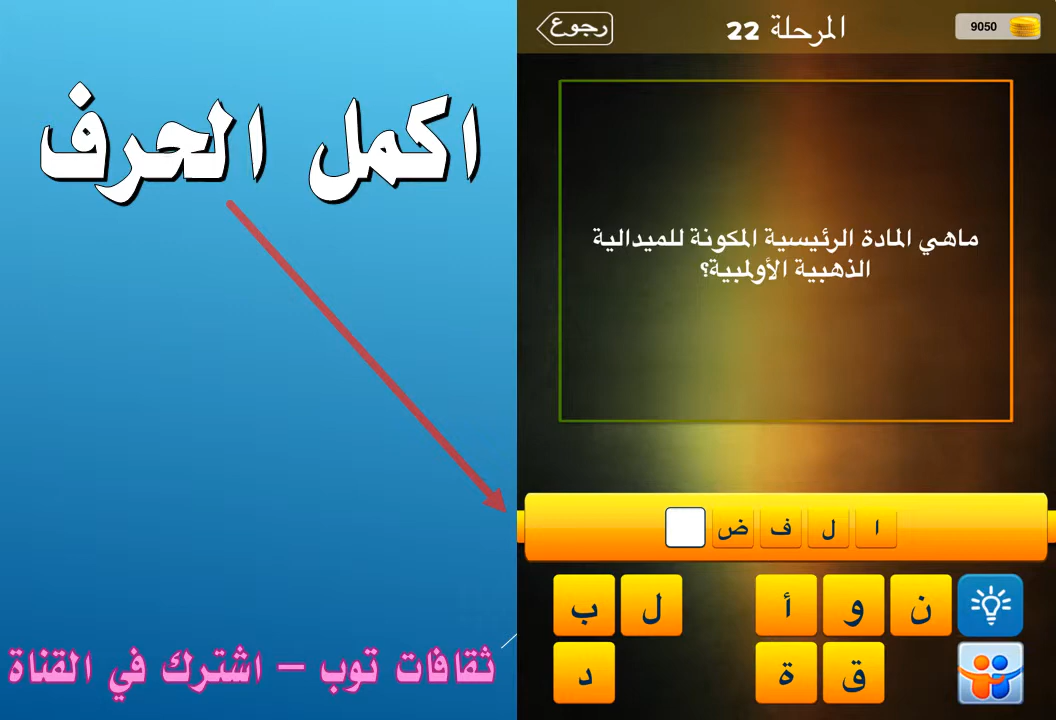 اكمل الحرف
ثقافات توب – اشترك في القناة
رجوع
المرحلة 22
9050
ماهي المادة الرئيسية المكونة للميدالية
الذهبية الأولمبية؟
ا ل ف ض
ن و أ ل ب
ق ة د